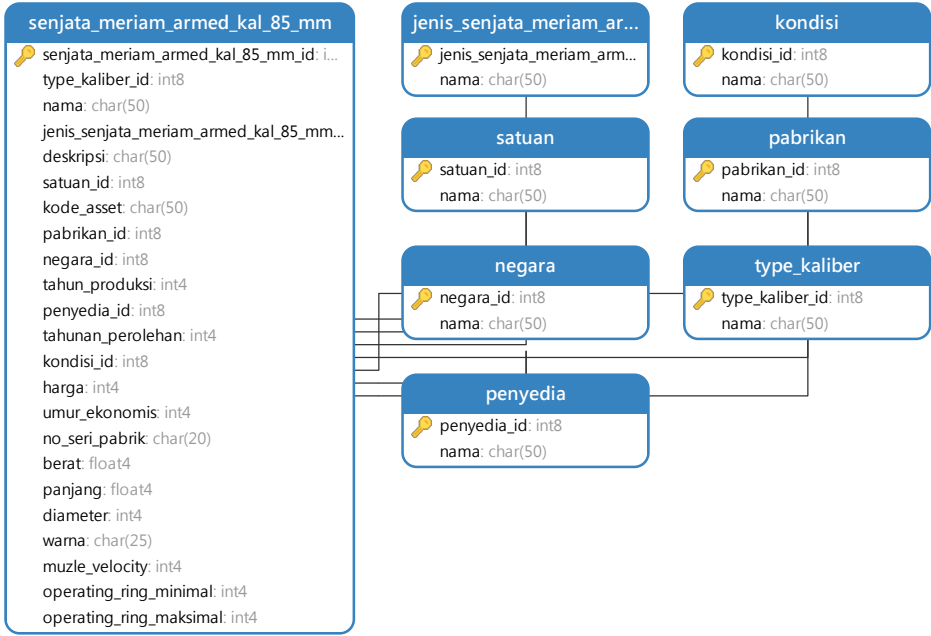 senjata_meriam_armed_kal_85_mm
senjata_meriam_armed_kal_85_mm_id: i...
type_kaliber_id: int8
nama: char(50)
jenis_senjata_meriam_armed_kal_85_mm...
deskripsi: char(50)
satuan_id: int8
kode_asset: char(50)
pabrikan_id: int8
negara_id: int8
tahun_produksi: int4
penyedia_id: int8
tahunan_perolehan: int4
kondisi_id: int8
harga: int4
umur_ekonomis: int4
no_seri_pabrik: char(20)
berat: float4
panjang: float4
diameter: int4
warna: char(25)
muzle_velocity: int4
operating_ring_minimal: int4
operating_ring_maksimal: int4
jenis_senjata_meriam_ar...
jenis_senjata_meriam_arm...
nama: char(50)
kondisi
kondisi_id: int8
nama: char(50)
satuan
satuan_id: int8
nama: char(50)
pabrikan
pabrikan_id: int8
nama: char(50)
negara
negara_id: int8
nama: char(50)
type_kaliber
type_kaliber_id: int8
nama: char(50)
penyedia
penyedia_id: int8
nama: char(50)